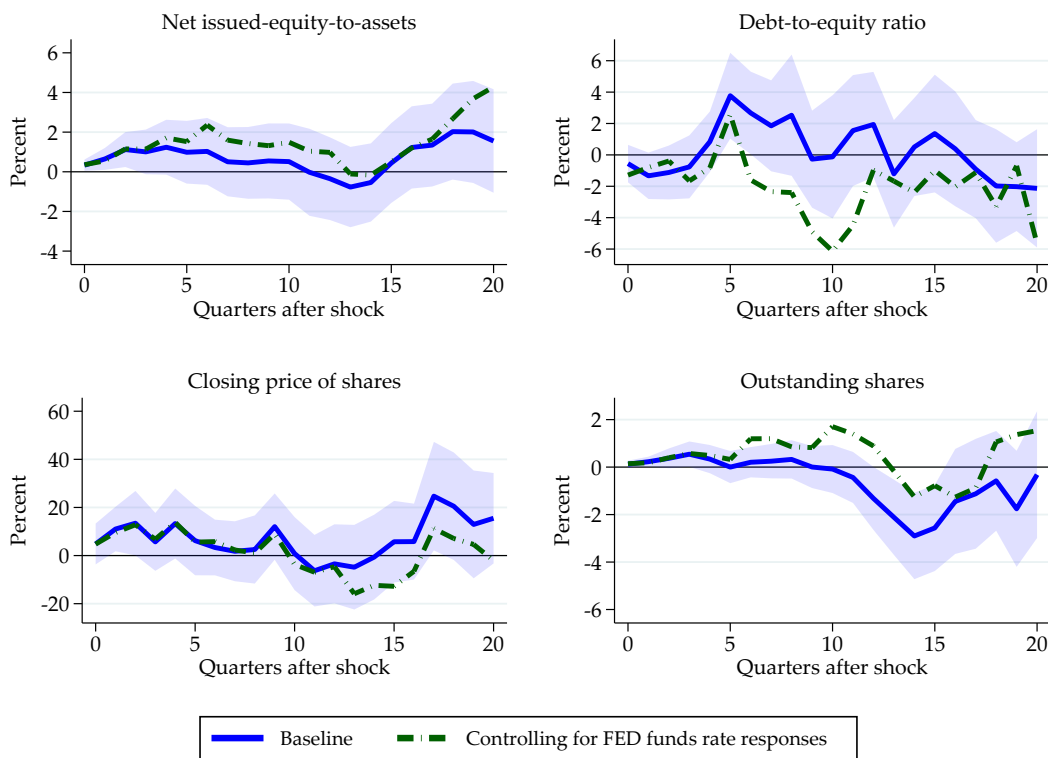 Net issued-equity-to-assets
Percent
6
4
2
0
-2
-4
0 5 10 15 20
Quarters after shock
Debt-to-equity ratio
Percent
6
4
2
0
-2
-4
-6
0 5 10 15 20
Quarters after shock
Closing price of shares
Percent
60
40
20
0
-20
0 5 10 15 20
Quarters after shock
Outstanding shares
Percent
2
0
-2
-4
-6
0 5 10 15 20
Quarters after shock
Baseline Controlling for FED funds rate responses